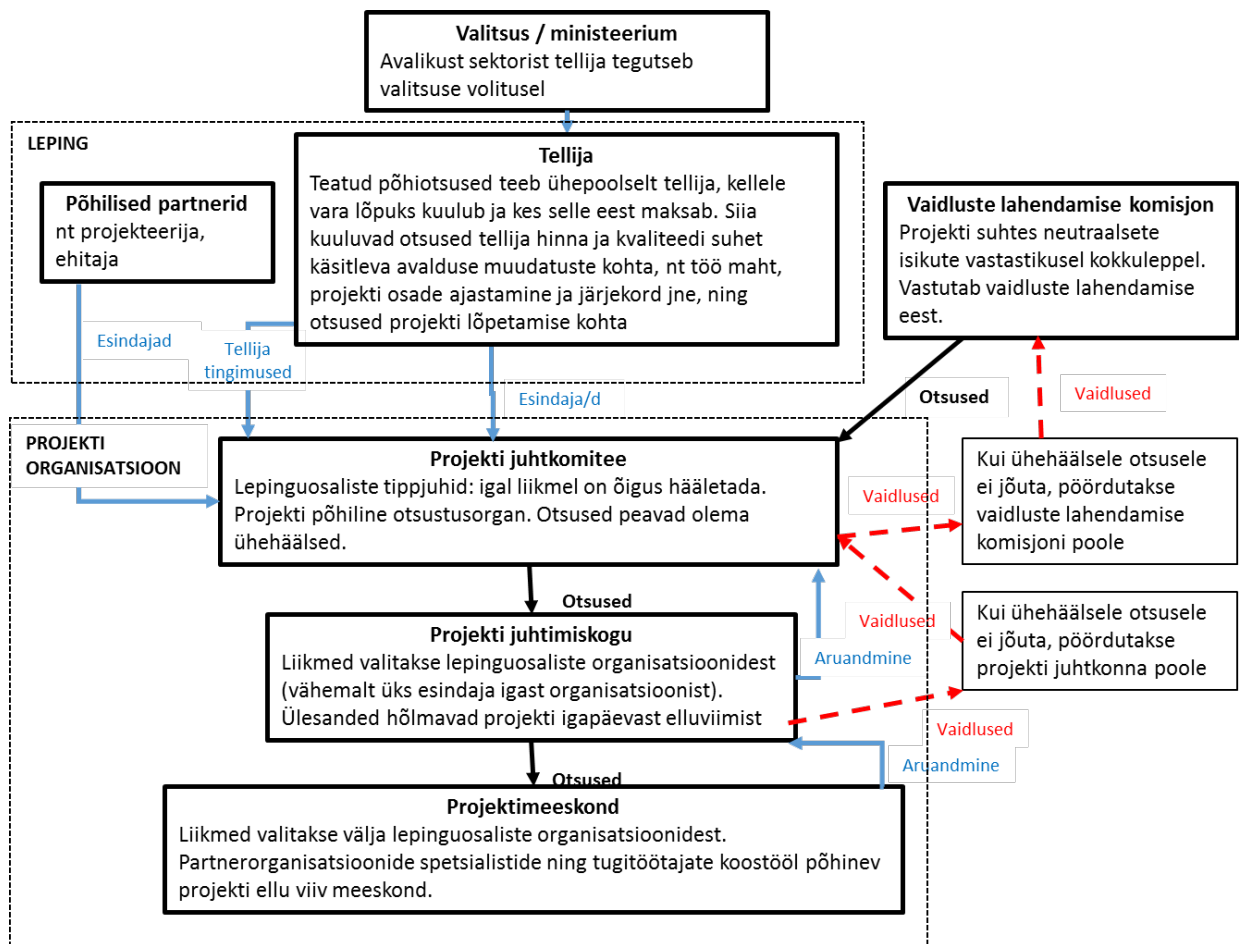 Valitsus / ministeerium
Avalikust sektorist tellija tegutseb
valitsuse volitusel
LEPING
Tellija
Teatud põhiotsused teeb ühepoolselt tellija, kellele
vara lõpuks kuulub ja kes selle eest maksab. Siia
kuuluvad otsused tellija hinna ja kvaliteedi suhet
käsitleva avalduse muudatuste kohta, nt töö maht,
projekti osade ajastamine ja järjekord jne, ning
otsused projekti lõpetamise kohta
Põhilised partnerid
nt projekteerija,
ehitaja
Vaidluste lahendamise komisjon
Projekti suhtes neutraalsete
isikute vastastikusel kokkuleppel.
Vastutab vaidluste lahendamise
eest.
Esindajad
Tellija
tingimused
Esindaja/d
Otsused
Vaidlused
PROJEKTI
ORGANISATSIOON
Projekti juhtkomitee
Lepinguosaliste tippjuhid: igal liikmel on õigus hääletada.
Projekti põhiline otsustusorgan. Otsused peavad olema
ühehäälsed.
Vaidlused
Kui ühehäälsele otsusele
ei jõuta, pöördutakse
vaidluste lahendamise
komisjoni poole
Otsused
Vaidlused
Aruandmine
Kui ühehäälsele otsusele
ei jõuta, pöördutakse
projekti juhtkonna poole
Projekti juhtimiskogu
Liikmed valitakse lepinguosaliste organisatsioonidest
(vähemalt üks esindaja igast organisatsioonist).
Ülesanded hõlmavad projekti igapäevast elluviimist
Vaidlused
Aruandmine
Otsused
Projektimeeskond
Liikmed valitakse välja lepinguosaliste organisatsioonidest.
Partnerorganisatsioonide spetsialistide ning tugitöötajate koostööl põhinev
projekti ellu viiv meeskond.